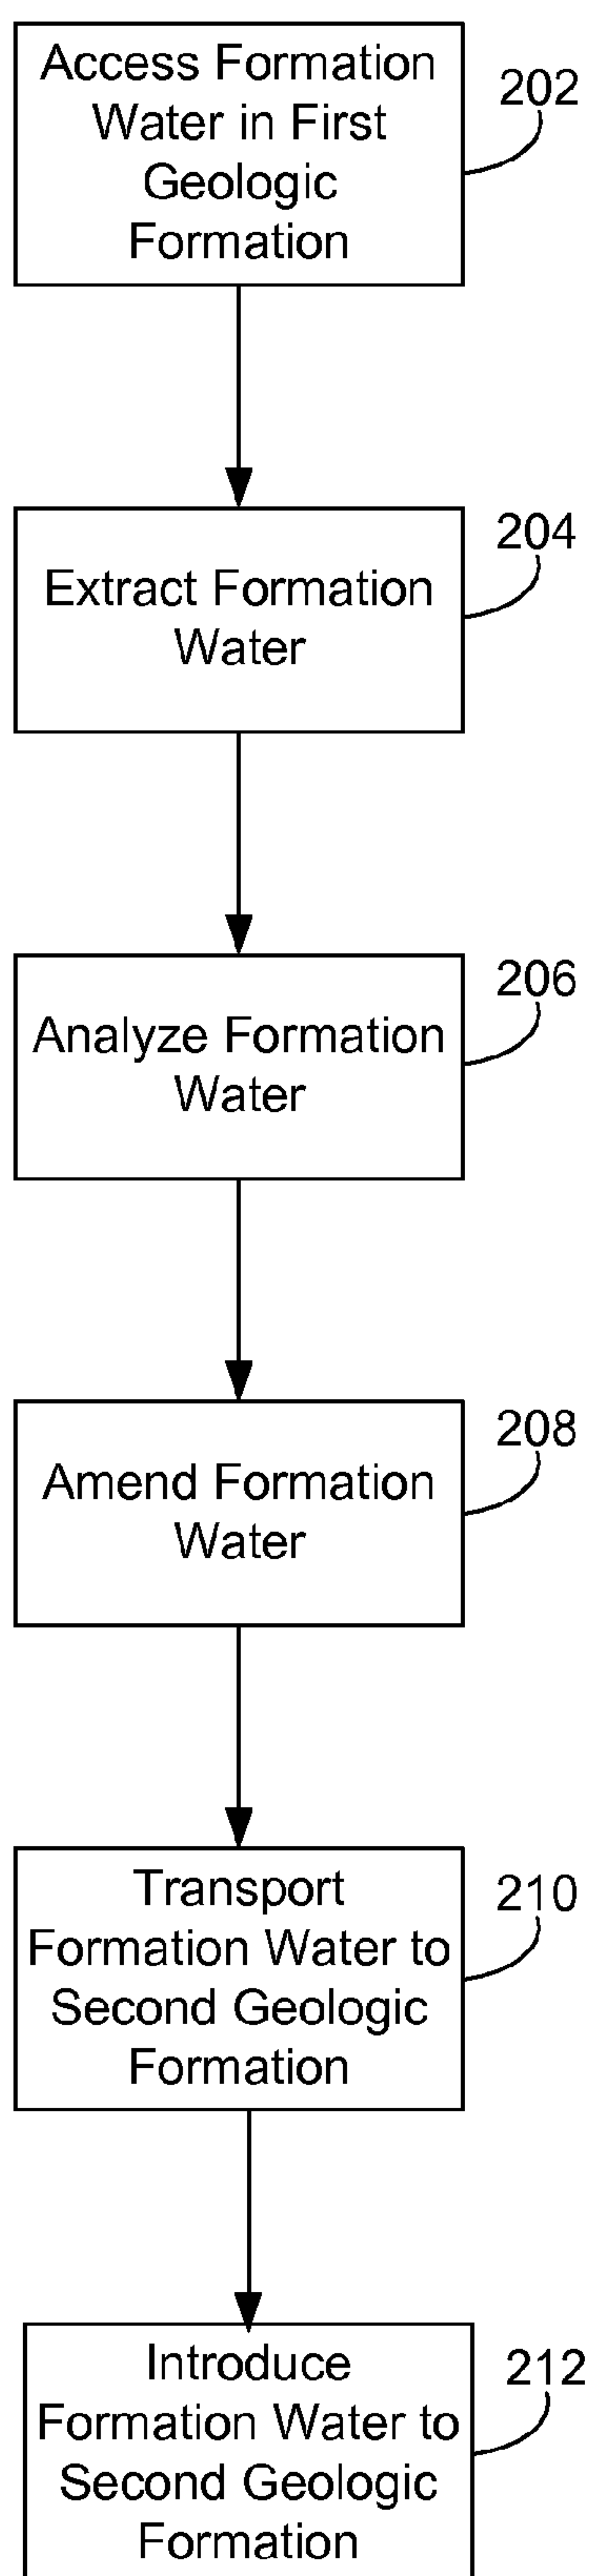 Access Formation
Water in First
Geologic
Formation
202
Extract Formation
Water
204
Analyze Formation
Water
206
Amend Formation
Water
208
Transport
Formation Water to
Second Geologic
Formation
210
Introduce
Formation Water to
Second Geologic
Formation
212